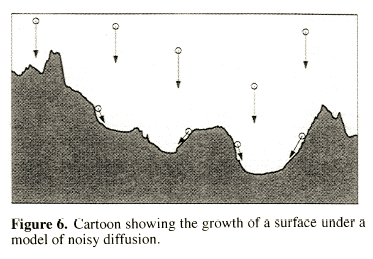 Figure 6. Cartoon showing the growth of a surface under a
model of noisy diffusion.